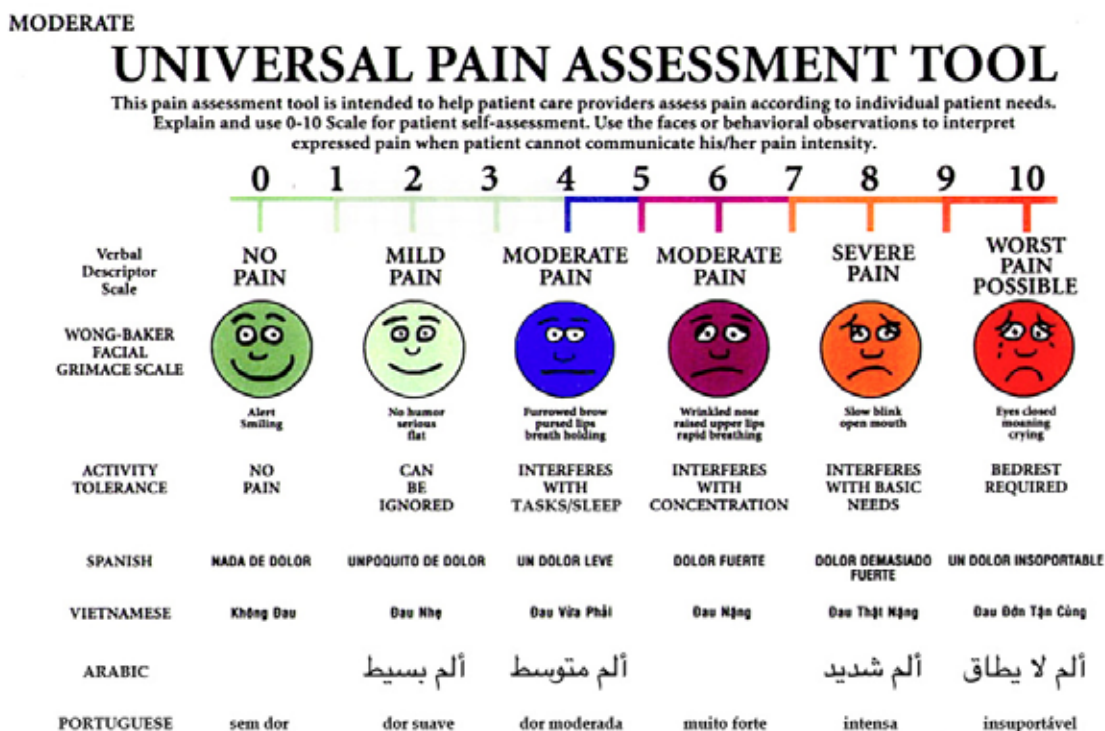 MODERATE
UNIVERSAL PAIN ASSESSMENT TOOL
This pain assessment tool is intended to help patient care providers assess pain according to individual patient needs.
Explain and use 0-10 Scale for patient self-assessment. Use the faces or behavioral observations to interpret
expressed pain when patient cannot communicate his/her pain intensity.
0 1 2 3 4 5 6 7 8 9 10
Verbal
Descriptor
Scale
NO
PAIN
MILD
PAIN
MODERATE
PAIN
MODERATE
PAIN
SEVERE
PAIN
WORST
PAIN
POSSIBLE
WONG-BAKER
FACIAL
GRIMACE SCALE
Alert
Smiling
No humor
serious
flat
Furrowed brow
pursed lips
breath holding
Wrinkled nose
raised upper lips
rapid breathing
Slow blink
open mouth
Eyes closed
moaning
crying
ACTIVITY
TOLERANCE
NO
PAIN
CAN
BE
IGNORED
INTERFERES
WITH
TASKS/SLEEP
INTERFERES
WITH
CONCENTRATION
INTERFERES
WITH BASIC
NEEDS
BEDREST
REQUIRED
SPANISH
NADA DE DOLOR
UNPOQUITO DE DOLOR
UN DOLOR LEVE
DOLOR FUERTE
DOLOR DEMASIADO
FUERTE
UN DOLOR INSOPORTABLE
VIETNAMESE
Không Đau
Đau Nhẹ
Đau Vừa Phải
Đau Nặng
Đau Thật Nặng
Đau Đớn Tận Cùng
ARABIC
ألم بسيط
ألم متوسط
ألم شديد
ألم لا يطاق
PORTUGUESE
sem dor
dor suave
dor moderada
muito forte
intensa
insuportável